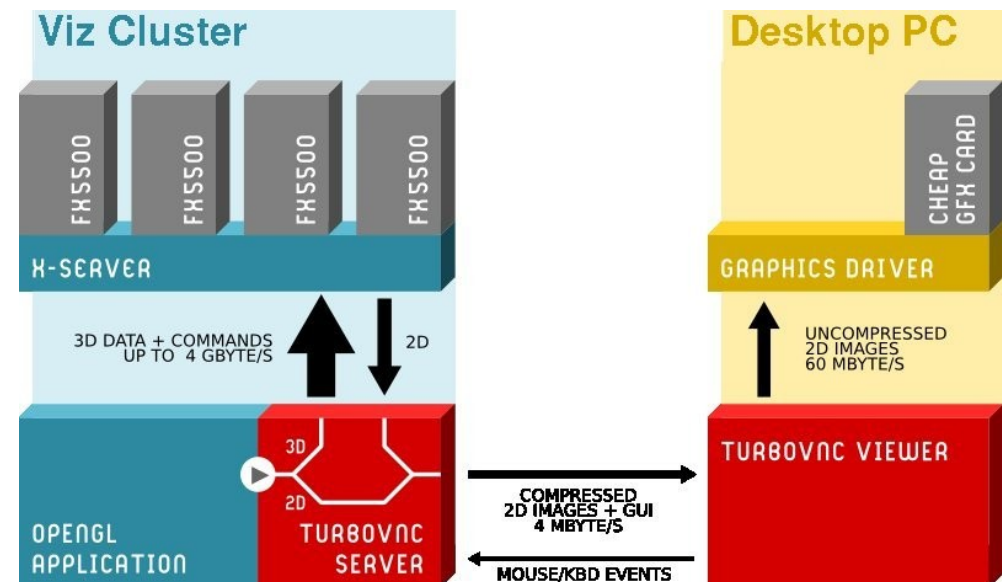 Viz Cluster
Desktop PC
FX5500
FX5500
FX5500
FX5500
CHEAP
GFX CARD
X-SERVER
GRAPHICS DRIVER
3D DATA + COMMANDS
UP TO 4 GBYTE/S
2D
UNCOMPRESSED
2D IMAGES
60 MBYTE/S
3D
2D
OPENGL
APPLICATION
TURBOVNC
SERVER
COMPRESSED
2D IMAGES + GUI
4 MBYTE/S
MOUSE/KBD EVENTS
TURBOVNC VIEWER